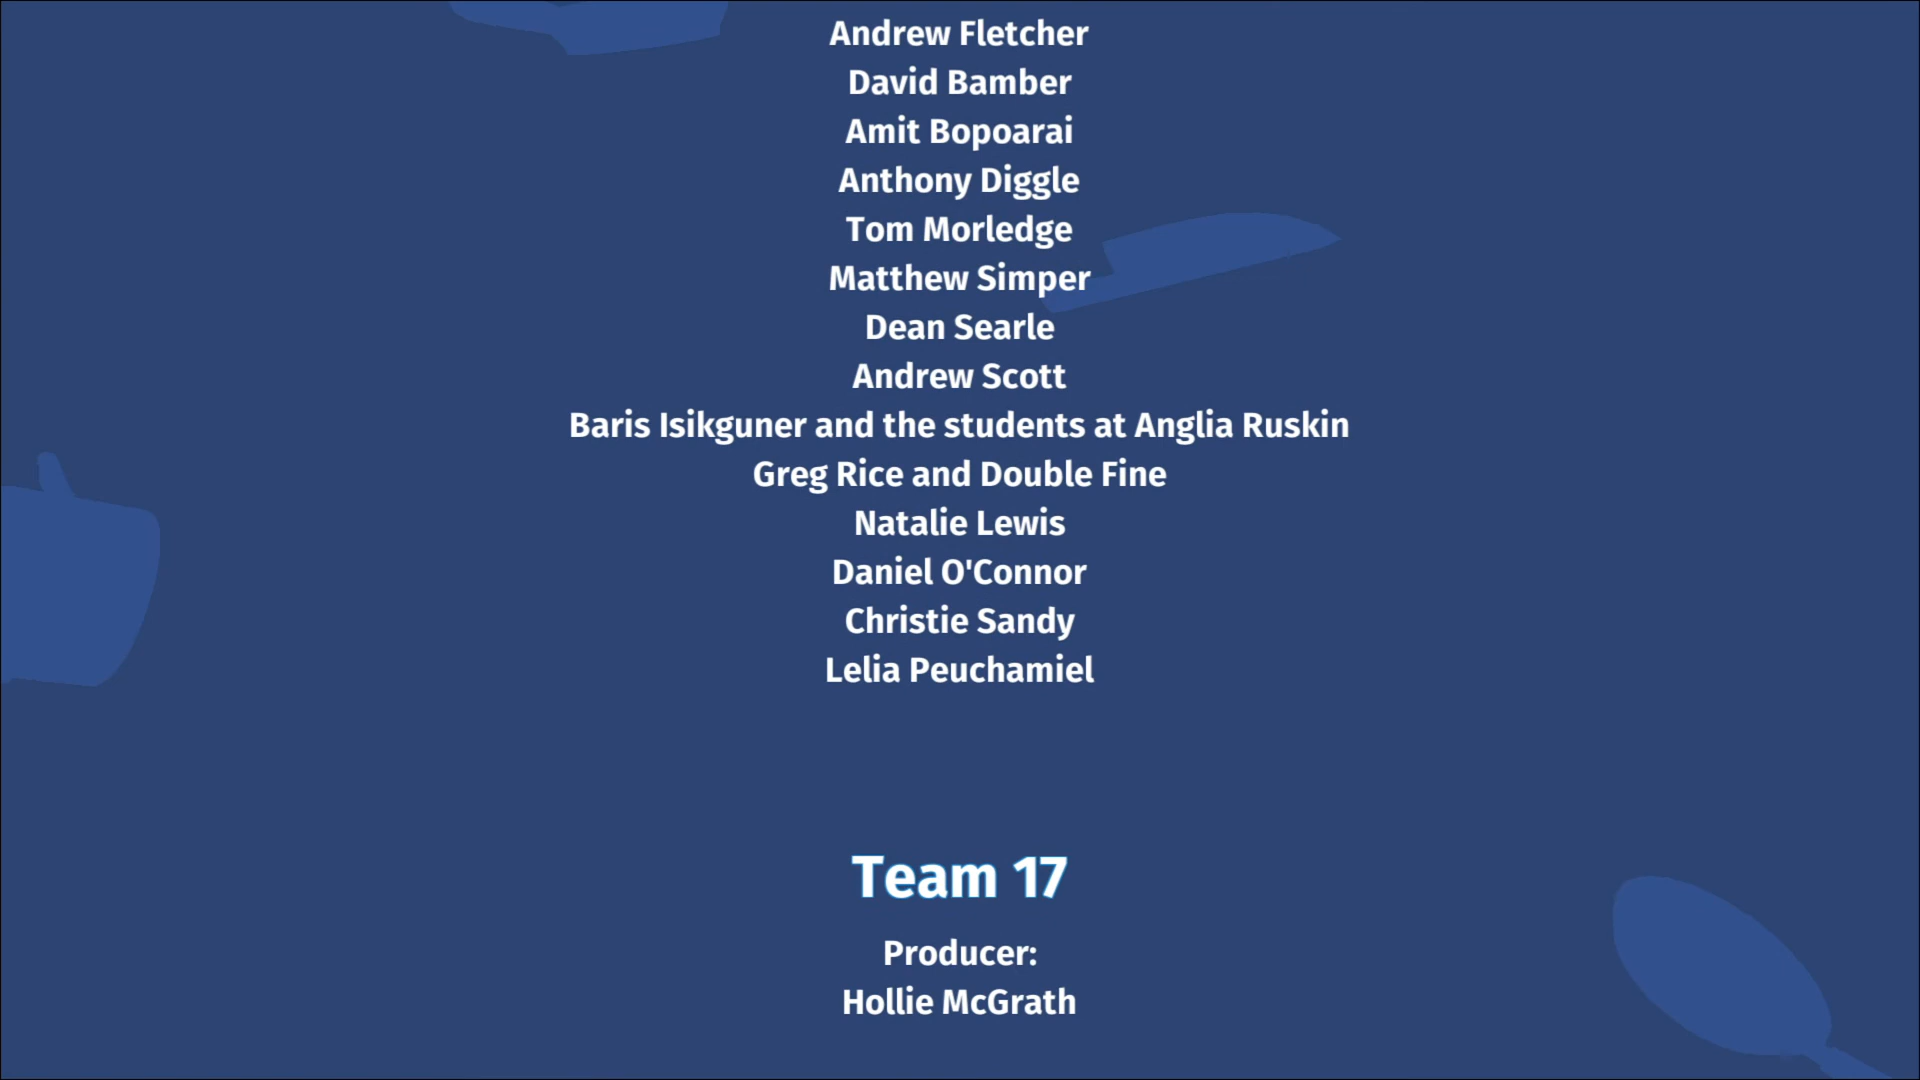 Andrew Fletcher
David Bamber
Amit Bopoarai
Anthony Diggle
Tom Morledge
Matthew Simper
Dean Searle
Andrew Scott
Baris Isikguner and the students at Anglia Ruskin
Greg Rice and Double Fine
Natalie Lewis
Daniel O'Connor
Christie Sandy
Lelia Peuchamiel
Team 17
Producer:
Hollie McGrath